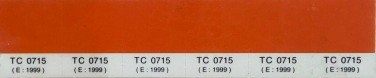 TC 0715 TC 0715 TC 0715 TC 0715 TC 0715 TC 0715
( E : 1999 ) ( E : 1999 ) ( E : 1999 ) ( E : 1999 ) ( E : 1999 ) ( E : 1999 )